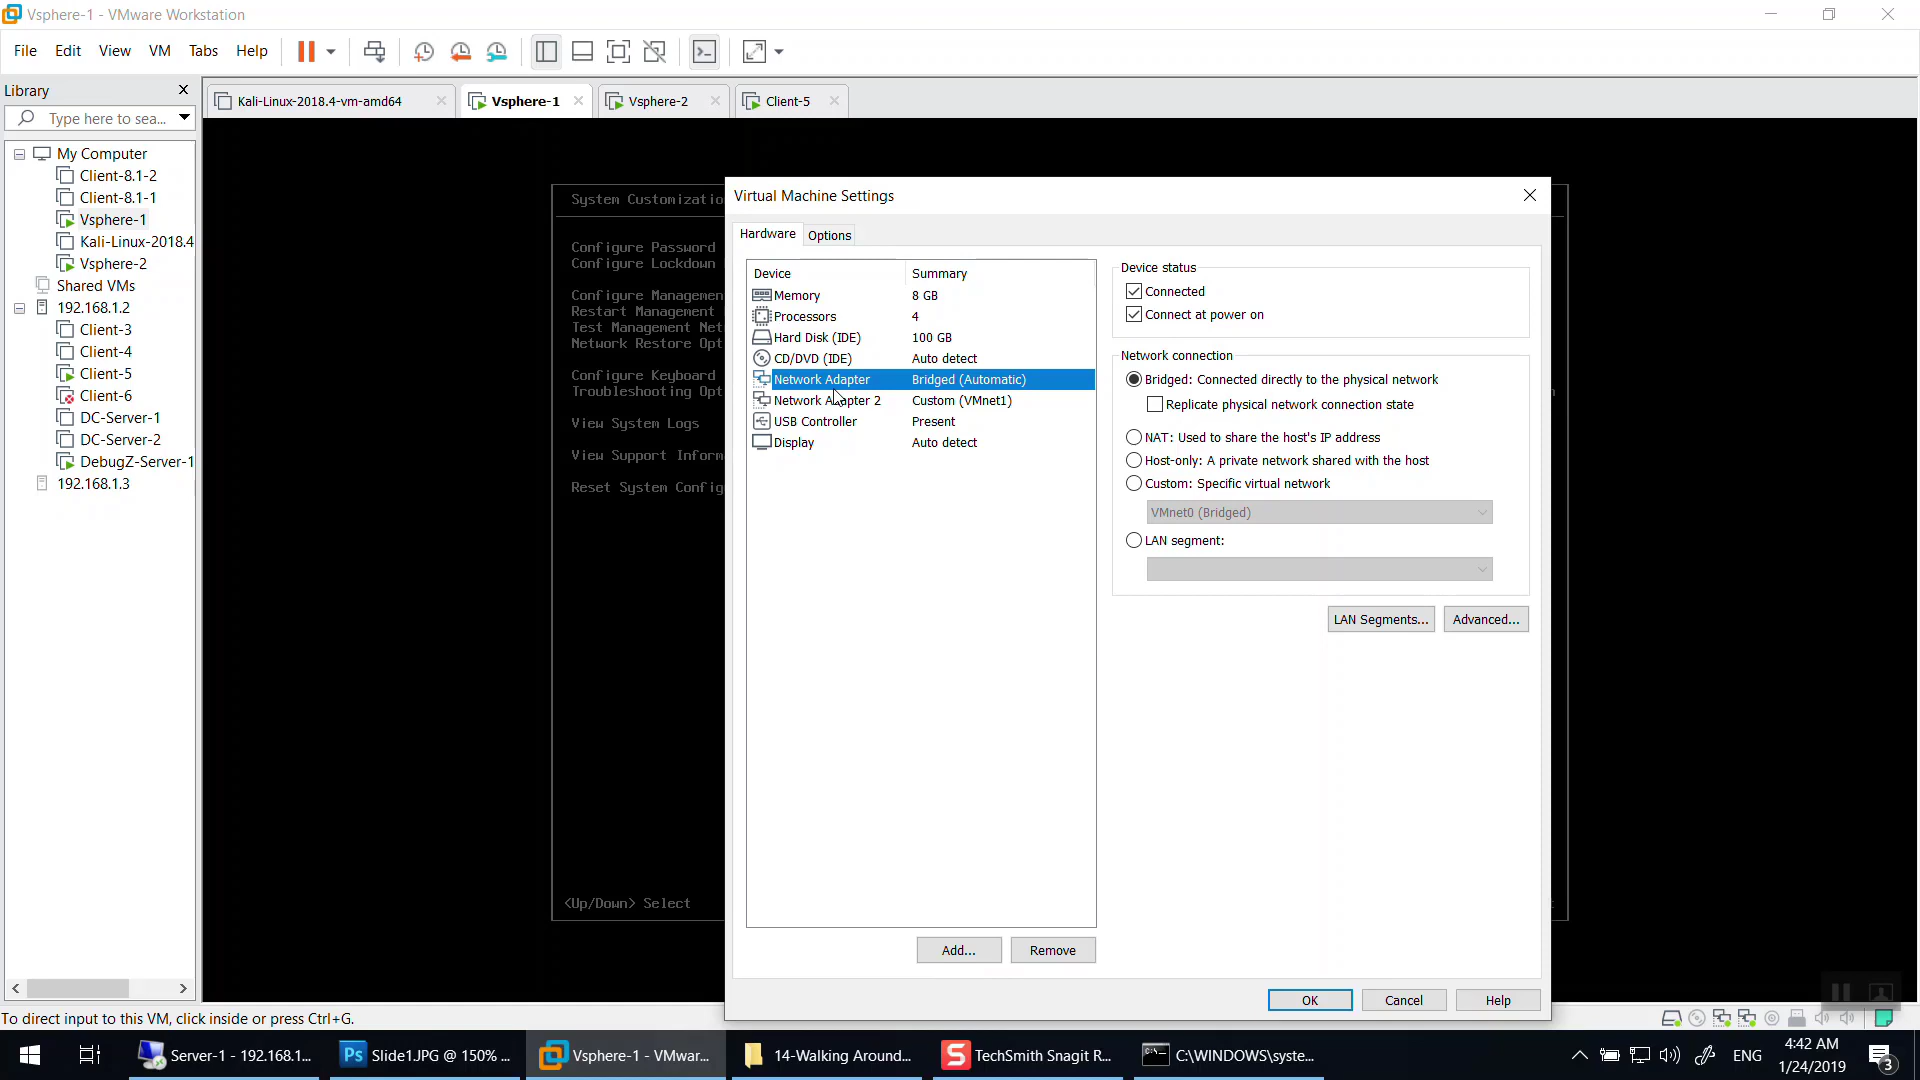 Vsphere-1 - VMware Workstation
File Edit View VM Tabs Help
Library
Type here to sea...
My Computer
Client-8.1-2
Client-8.1-1
Vsphere-1
Kali-Linux-2018.4
Vsphere-2
Shared VMs
192.168.1.2
Client-3
Client-4
Client-5
Client-6
DC-Server-1
DC-Server-2
DebugZ-Server-1
192.168.1.3
Kali-Linux-2018.4-vm-amd64
Vsphere-1
Vsphere-2
Client-5
System Customizatio
Configure Password
Configure Lockdown
Configure Managemen
Restart Management
Test Management Net
Network Restore Opt
Configure Keyboard
Troubleshooting Opt
View System Logs
View Support Inform
Reset System Config
<Up/Down> Select
Virtual Machine Settings
Hardware Options
Device Summary
Memory 8 GB
Processors 4
Hard Disk (IDE) 100 GB
CD/DVD (IDE) Auto detect
Network Adapter Bridged (Automatic)
Network Adapter 2 Custom (VMnet1)
USB Controller Present
Display Auto detect
Add... Remove
Device status
Connected
Connect at power on
Network connection
Bridged: Connected directly to the physical network
Replicate physical network connection state
NAT: Used to share the host's IP address
Host-only: A private network shared with the host
Custom: Specific virtual network
VMnet0 (Bridged)
LAN segment:
LAN Segments... Advanced...
OK Cancel Help
To direct input to this VM, click inside or press Ctrl+G.
Server-1 - 192.168.1...
Slide1.JPG @ 150% ...
Vsphere-1 - VMwar...
14-Walking Around...
TechSmith Snagit R...
C:\WINDOWS\syste...
ENG
4:42 AM
1/24/2019
3